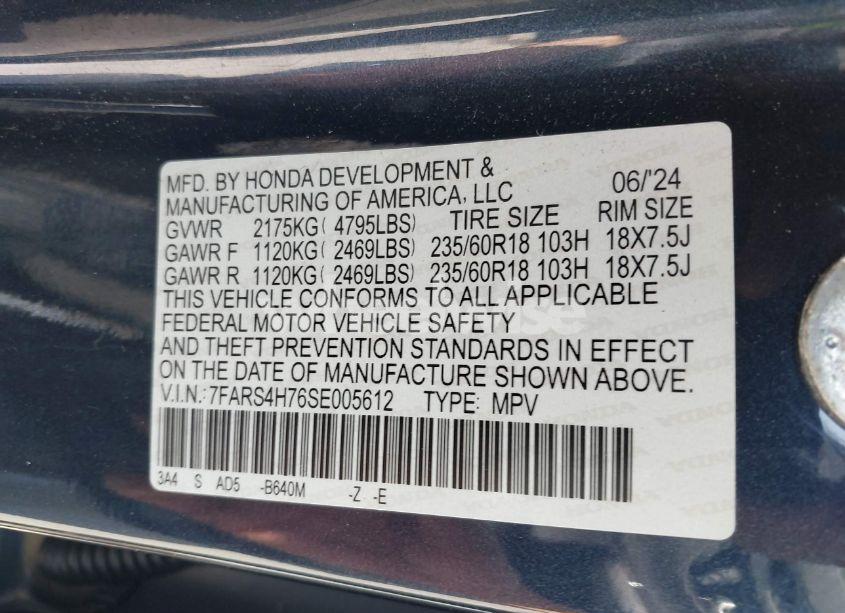 MFD. BY HONDA DEVELOPMENT &
MANUFACTURING OF AMERICA, LLC 06/'24
GVWR 2175KG( 4795LBS) TIRE SIZE RIM SIZE
GAWR F 1120KG( 2469LBS) 235/60R18 103H 18X7.5J
GAWR R 1120KG( 2469LBS) 235/60R18 103H 18X7.5J
THIS VEHICLE CONFORMS TO ALL APPLICABLE
FEDERAL MOTOR VEHICLE SAFETY
AND THEFT PREVENTION STANDARDS IN EFFECT
ON THE DATE OF MANUFACTURE SHOWN ABOVE.
V.I.N.: 7FARS4H76SE005612 TYPE: MPV
3A4 S AD5 -B640M -Z -E